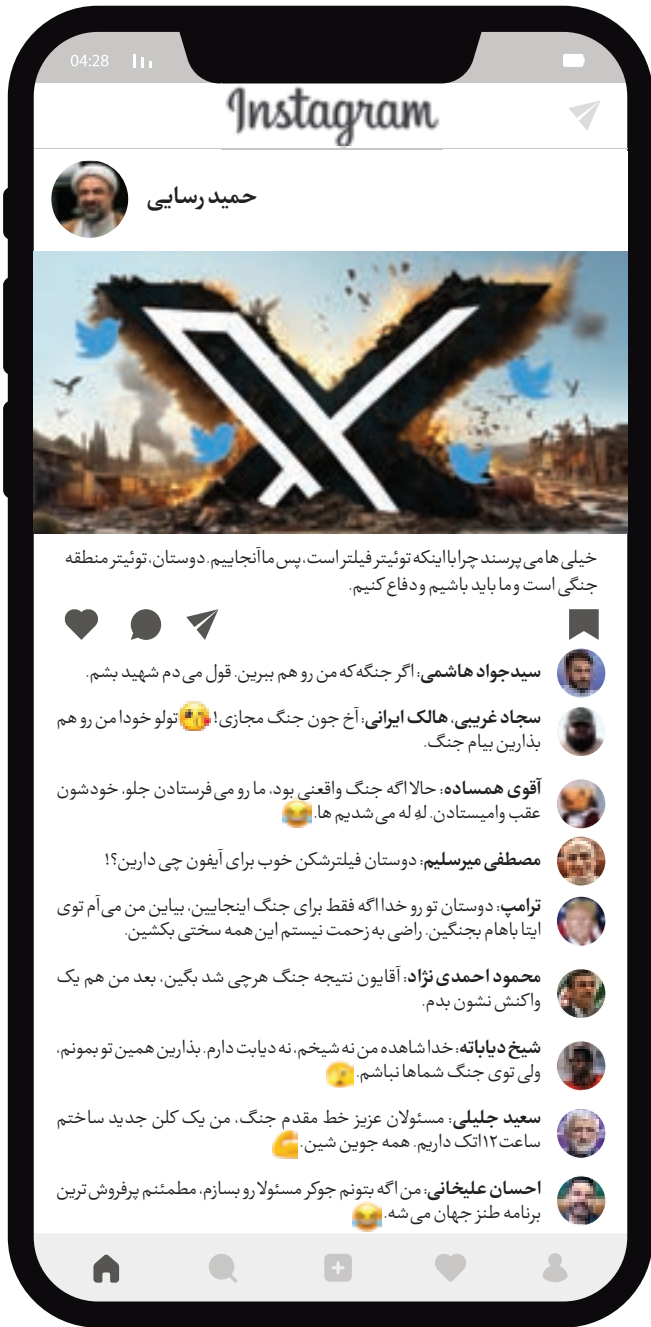 04:28
Instagram
حمید رسایی
خیلی ها می پرسند چرا با اینکه توئیتر فیلتر است، پس ما آنجاییم. دوستان، توئیتر منطقه
جنگی است و ما باید باشیم و دفاع کنیم.
سیدجواد هاشمی: اگر جنگه که من رو هم ببرین. قول می دم شهید بشم.
سجاد غریبی، هالک ایرانی: آخ جون جنگ مجازی! 😘 تولو خودا من رو هم
بذارین بیام جنگ.
آقوی همساده: حالا اگه جنگ واقعنی بود، ما رو می فرستادن جلو، خودشون
عقب وامیستادن. لهِ له می شدیم ها. 😂
مصطفی میرسلیم: دوستان فیلترشکن خوب برای آیفون چی دارین؟!
ترامپ: دوستان تو رو خدا اگه فقط برای جنگ اینجایین، بیاین من می آم توی
ایتا باهام بجنگین. راضی به زحمت نیستم این همه سختی بکشین.
محمود احمدی نژاد: آقایون نتیجه جنگ هرچی شد بگین، بعد من هم یک
واکنش نشون بدم.
شیخ دیاباته: خدا شاهده من نه شیخم، نه دیابت دارم. بذارین همین تو بمونم،
ولی توی جنگ شماها نباشم. 🫣
سعید جلیلی: مسئولان عزیز خط مقدم جنگ، من یک کلن جدید ساختم
ساعت ۱۲ اتک داریم. همه جوین شین. 💪
احسان علیخانی: من اگه بتونم جوکر مسئولا رو بسازم، مطمئنم پرفروش ترین
برنامه طنز جهان می شه. 😂